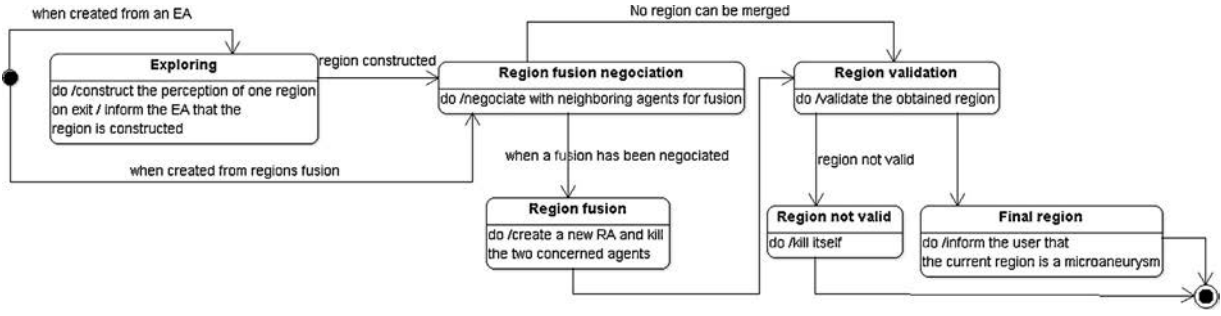 when created from an EA
No region can be merged
Exploring
do /construct the perception of one region
on exit / inform the EA that the
region is constructed
region constructed
Region fusion negociation
do /negociate with neighboring agents for fusion
Region validation
do /validate the obtained region
when created from regions fusion
when a fusion has been negociated
region not valid
Region fusion
do /create a new RA and kill
the two concerned agents
Region not valid
do /kill itself
Final region
do /inform the user that
the current region is a microaneurysm